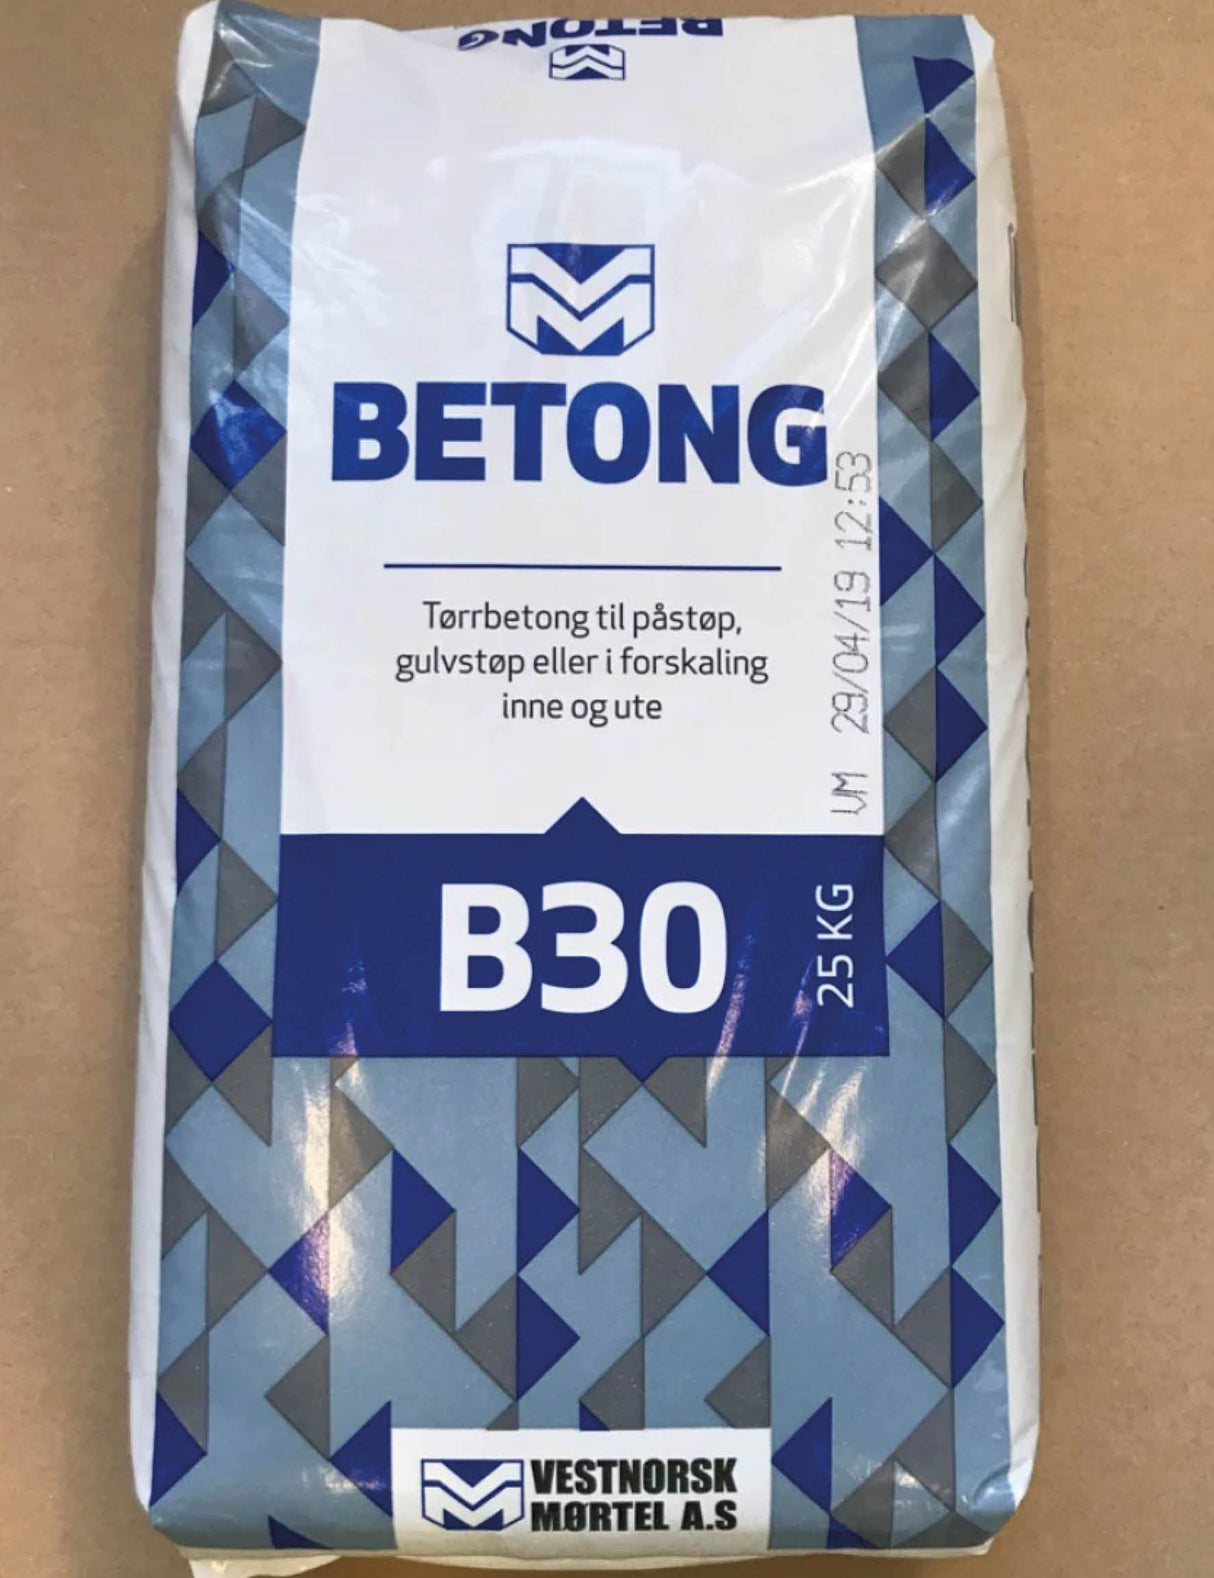 BETONG
BETONG
Tørrbetong til påstøp,
gulvstøp eller i forskaling
inne og ute
VM 29/04/19 12:53
B30
25 KG
VESTNORSK
MØRTEL A.S